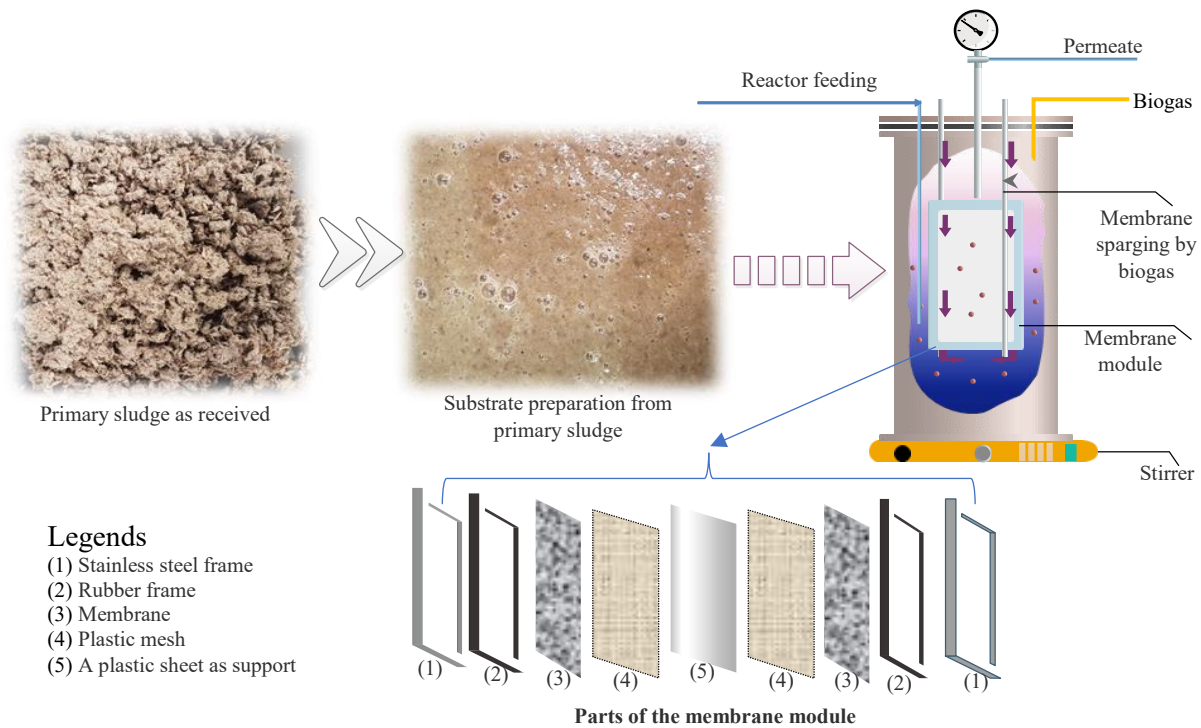 Permeate
Reactor feeding
Biogas
Membrane
sparging by
biogas
Membrane
module
Primary sludge as received
Substrate preparation from
primary sludge
Stirrer
Legends
(1) Stainless steel frame
(2) Rubber frame
(3) Membrane
(4) Plastic mesh
(5) A plastic sheet as support
(1) (2) (3) (4) (5) (4) (3) (2) (1)
Parts of the membrane module